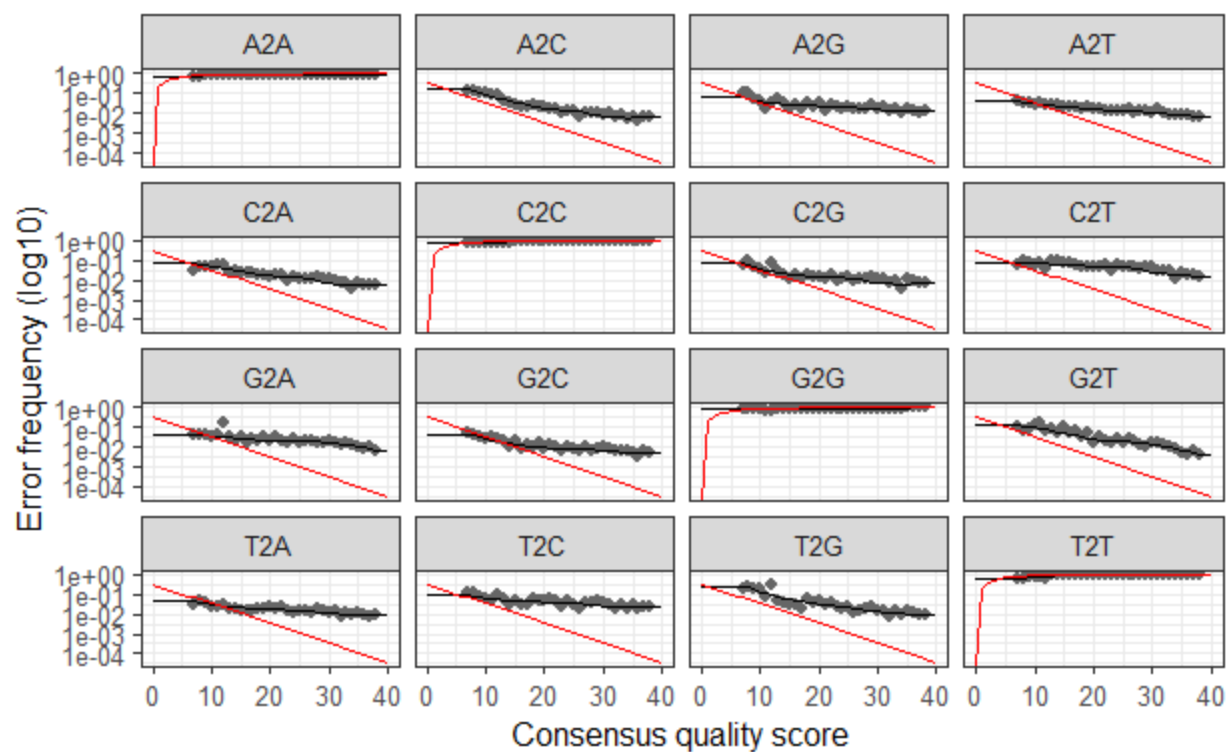 A2A A2C A2G A2T
1e+00
1e-01
1e-02
1e-03
1e-04
C2A C2C C2G C2T
1e+00
1e-01
1e-02
1e-03
1e-04
G2A G2C G2G G2T
1e+00
1e-01
1e-02
1e-03
1e-04
T2A T2C T2G T2T
1e+00
1e-01
1e-02
1e-03
1e-04
0 10 20 30 40 0 10 20 30 40 0 10 20 30 40 0 10 20 30 40
Consensus quality score
Error frequency (log10)